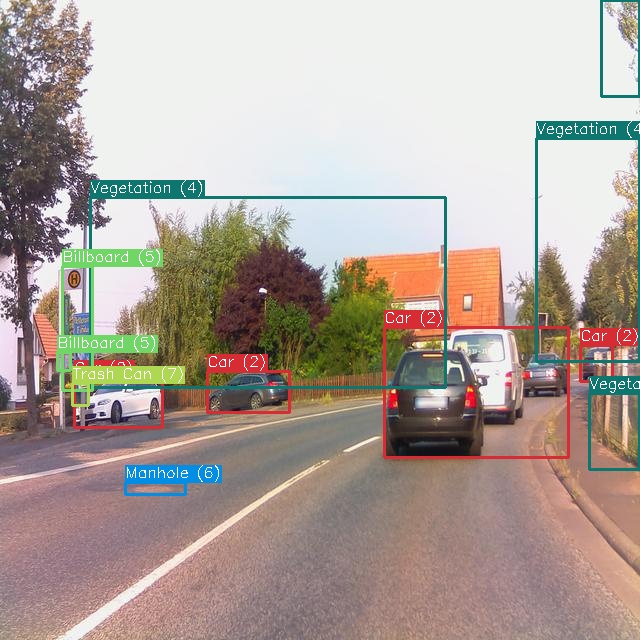 Vegetation (4
Vegetation (4)
Billboard (5)
H
Car (2)
Billboard (5)
Car (2)
Car (2)
Trash Can (7)
Vegeta
Manhole (6)